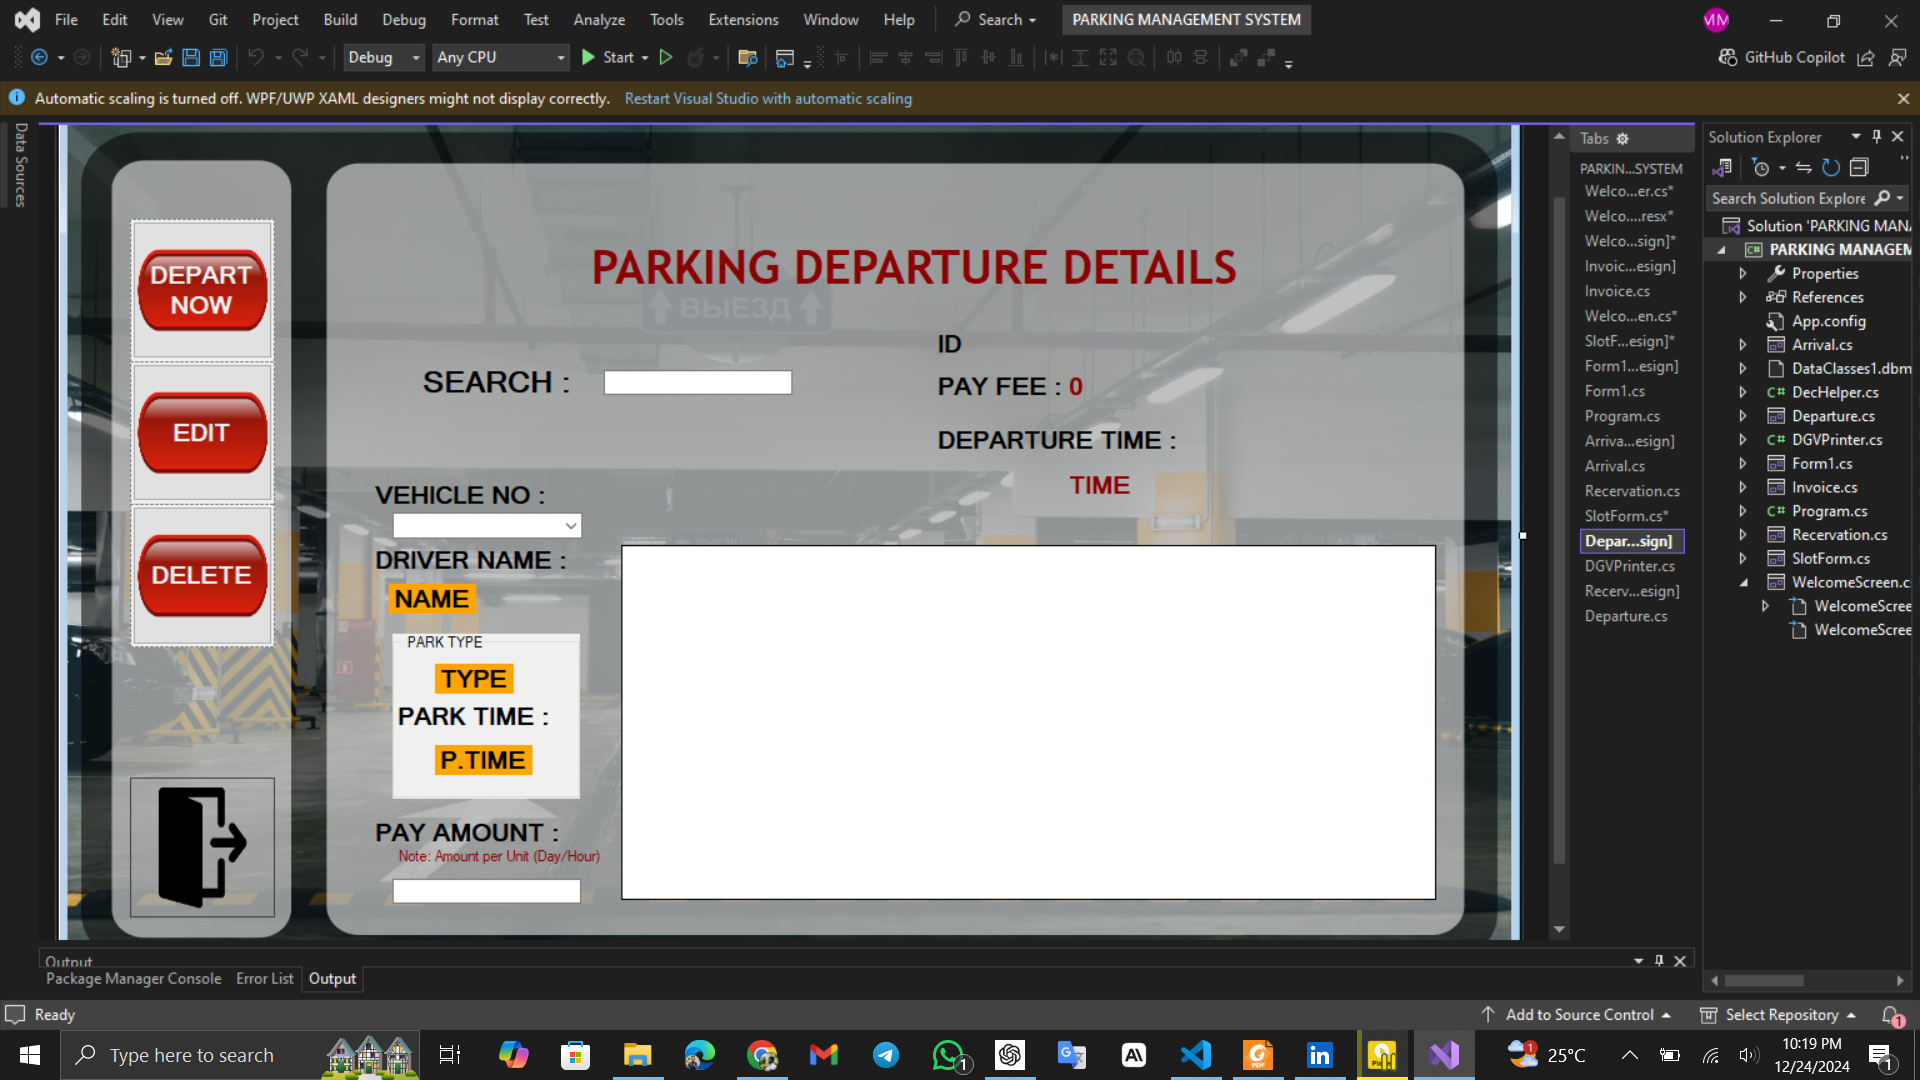 File Edit View Git Project Build Debug Format Test Analyze Tools Extensions Window Help Search PARKING MANAGEMENT SYSTEM MM
Debug Any CPU Start GitHub Copilot
Automatic scaling is turned off. WPF/UWP XAML designers might not display correctly. Restart Visual Studio with automatic scaling
Data Sources
DEPART
NOW
EDIT
DELETE
PARKING DEPARTURE DETAILS
ВЫЕЗД
ID
SEARCH :
PAY FEE : 0
DEPARTURE TIME :
TIME
VEHICLE NO :
DRIVER NAME :
NAME
PARK TYPE
TYPE
PARK TIME :
P.TIME
PAY AMOUNT :
Note: Amount per Unit (Day/Hour)
Tabs
PARKIN...SYSTEM
Welco...er.cs*
Welco....resx*
Welco...sign]*
Invoic...esign]
Invoice.cs
Welco...en.cs*
SlotF...esign]*
Form1...esign]
Form1.cs
Program.cs
Arriva...esign]
Arrival.cs
Recervation.cs
SlotForm.cs*
Depar...sign]
DGVPrinter.cs
Recerv...esign]
Departure.cs
Solution Explorer
Search Solution Explore
Solution 'PARKING MANA
PARKING MANAGEM
Properties
References
App.config
Arrival.cs
DataClasses1.dbm
DecHelper.cs
Departure.cs
DGVPrinter.cs
Form1.cs
Invoice.cs
Program.cs
Recervation.cs
SlotForm.cs
WelcomeScreen.c
WelcomeScree
WelcomeScree
Output
Package Manager Console Error List Output
Ready
Add to Source Control Select Repository 1
Type here to search
1
PDF
in
1 25°C
10:19 PM
12/24/2024
1